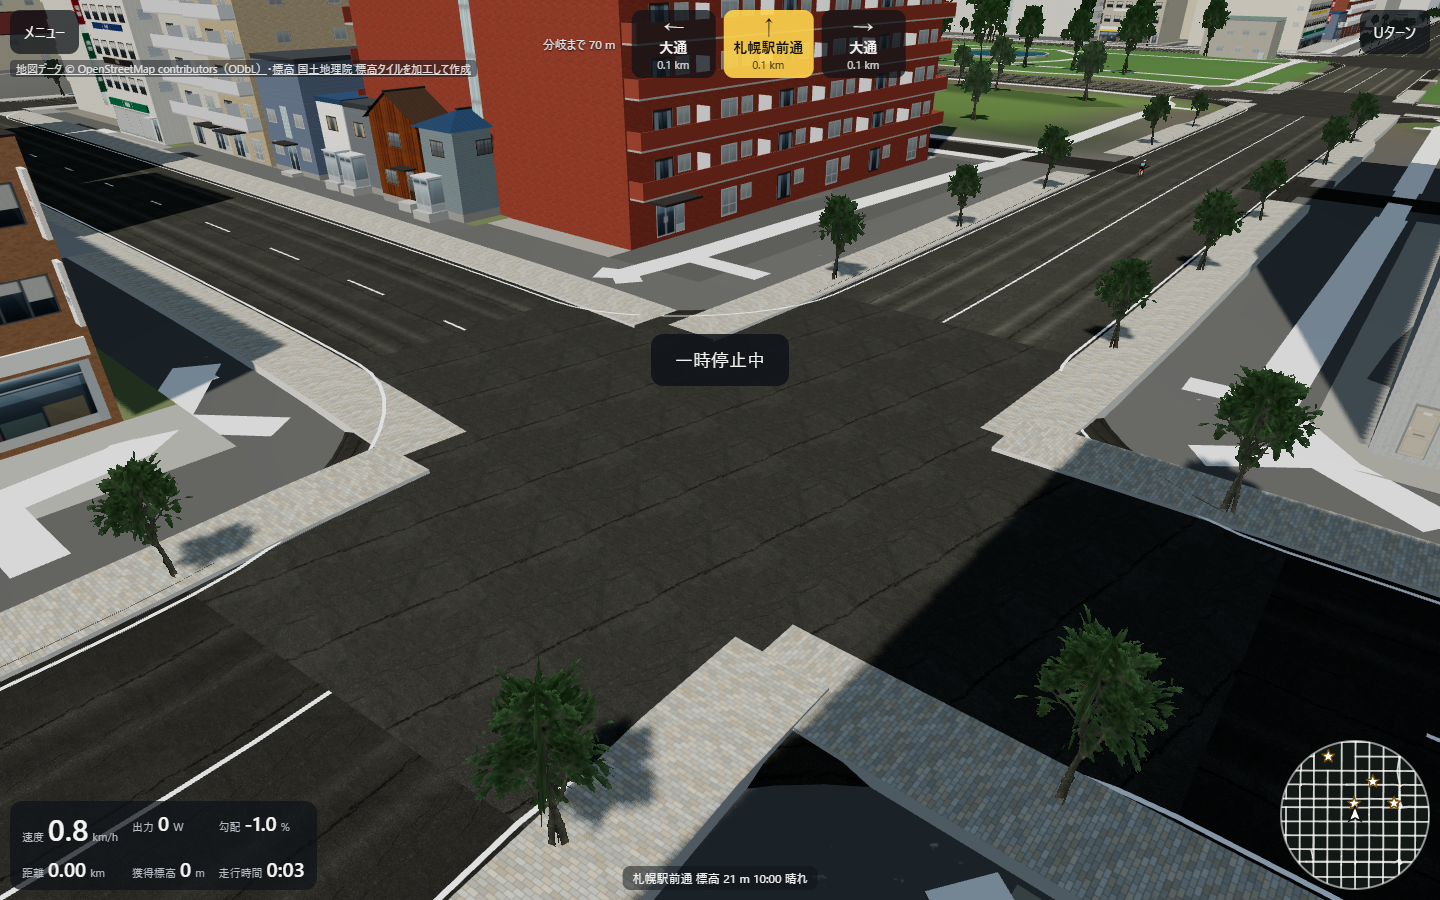 メニュー
地図データ © OpenStreetMap contributors（ODbL）・標高 国土地理院 標高タイルを加工して作成
分岐まで 70 m
←
大通
0.1 km
↑
札幌駅前通
0.1 km
→
大通
0.1 km
Uターン
一時停止中
速度 0.8 km/h
出力 0 W
勾配 -1.0 %
距離 0.00 km
獲得標高 0 m
走行時間 0:03
札幌駅前通 標高 21 m 10:00 晴れ